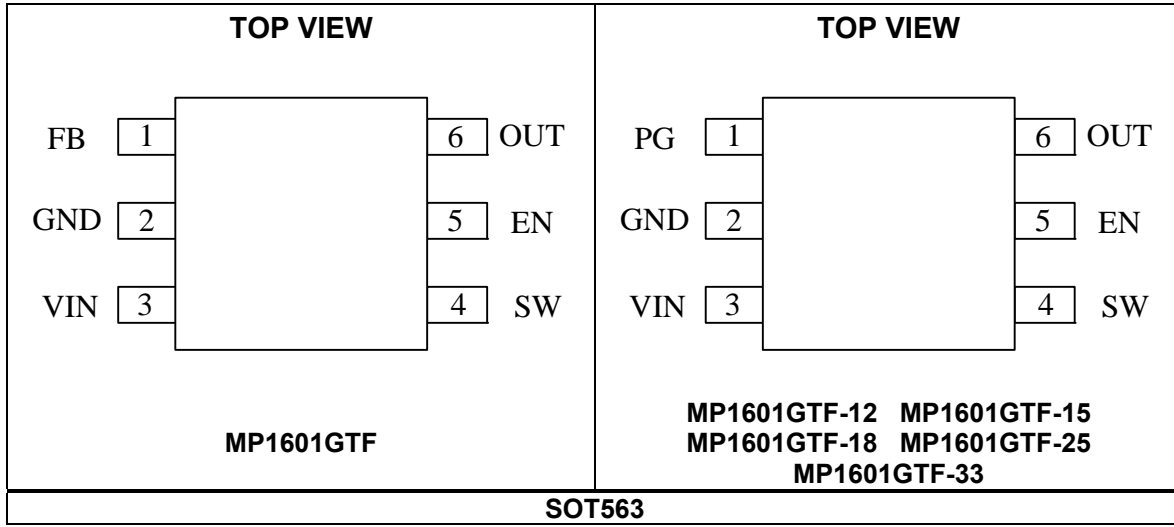 TOP VIEW
FB 1 6 OUT
GND 2 5 EN
VIN 3 4 SW
MP1601GTF
TOP VIEW
PG 1 6 OUT
GND 2 5 EN
VIN 3 4 SW
MP1601GTF-12 MP1601GTF-15
MP1601GTF-18 MP1601GTF-25
MP1601GTF-33
SOT563